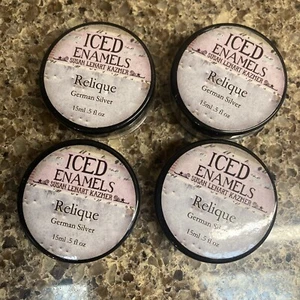 ICED
ENAMELS
SUSAN LENART KAZMER
Relique
German Silver
15ml .5 fl oz
ICED
ENAMELS
SUSAN LENART KAZMER
Relique
German Silver
15ml .5 fl oz
ICED
ENAMELS
SUSAN LENART KAZMER
Relique
German Silver
15ml .5 fl oz
ICED
ENAMELS
SUSAN LENART KAZMER
Relique
German Silver
15ml .5 fl oz